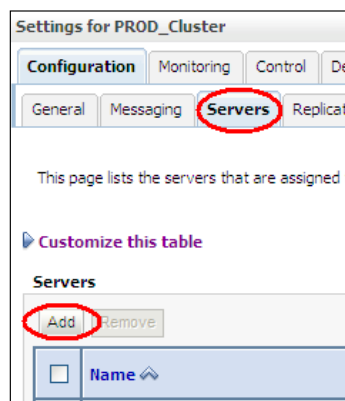 Settings for PROD_Cluster
Configuration Monitoring Control
General Messaging Servers
This page lists the servers that are assigned
Customize this table
Servers
Add Remove
Name